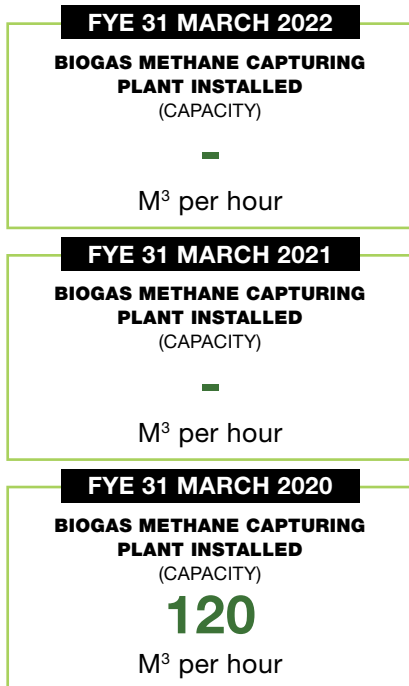 FYE 31 MARCH 2022
BIOGAS METHANE CAPTURING
PLANT INSTALLED
(CAPACITY)
-
M³ per hour
FYE 31 MARCH 2021
BIOGAS METHANE CAPTURING
PLANT INSTALLED
(CAPACITY)
-
M³ per hour
FYE 31 MARCH 2020
BIOGAS METHANE CAPTURING
PLANT INSTALLED
(CAPACITY)
120
M³ per hour